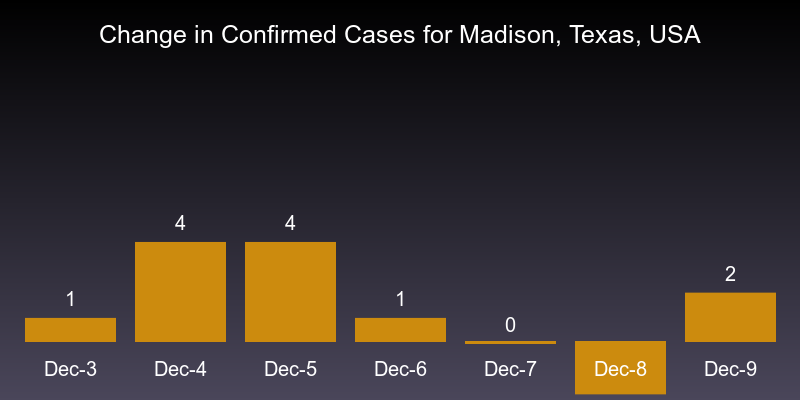 Change in Confirmed Cases for Madison, Texas, USA
1
4
4
1
0
2
Dec-3
Dec-4
Dec-5
Dec-6
Dec-7
Dec-8
Dec-9